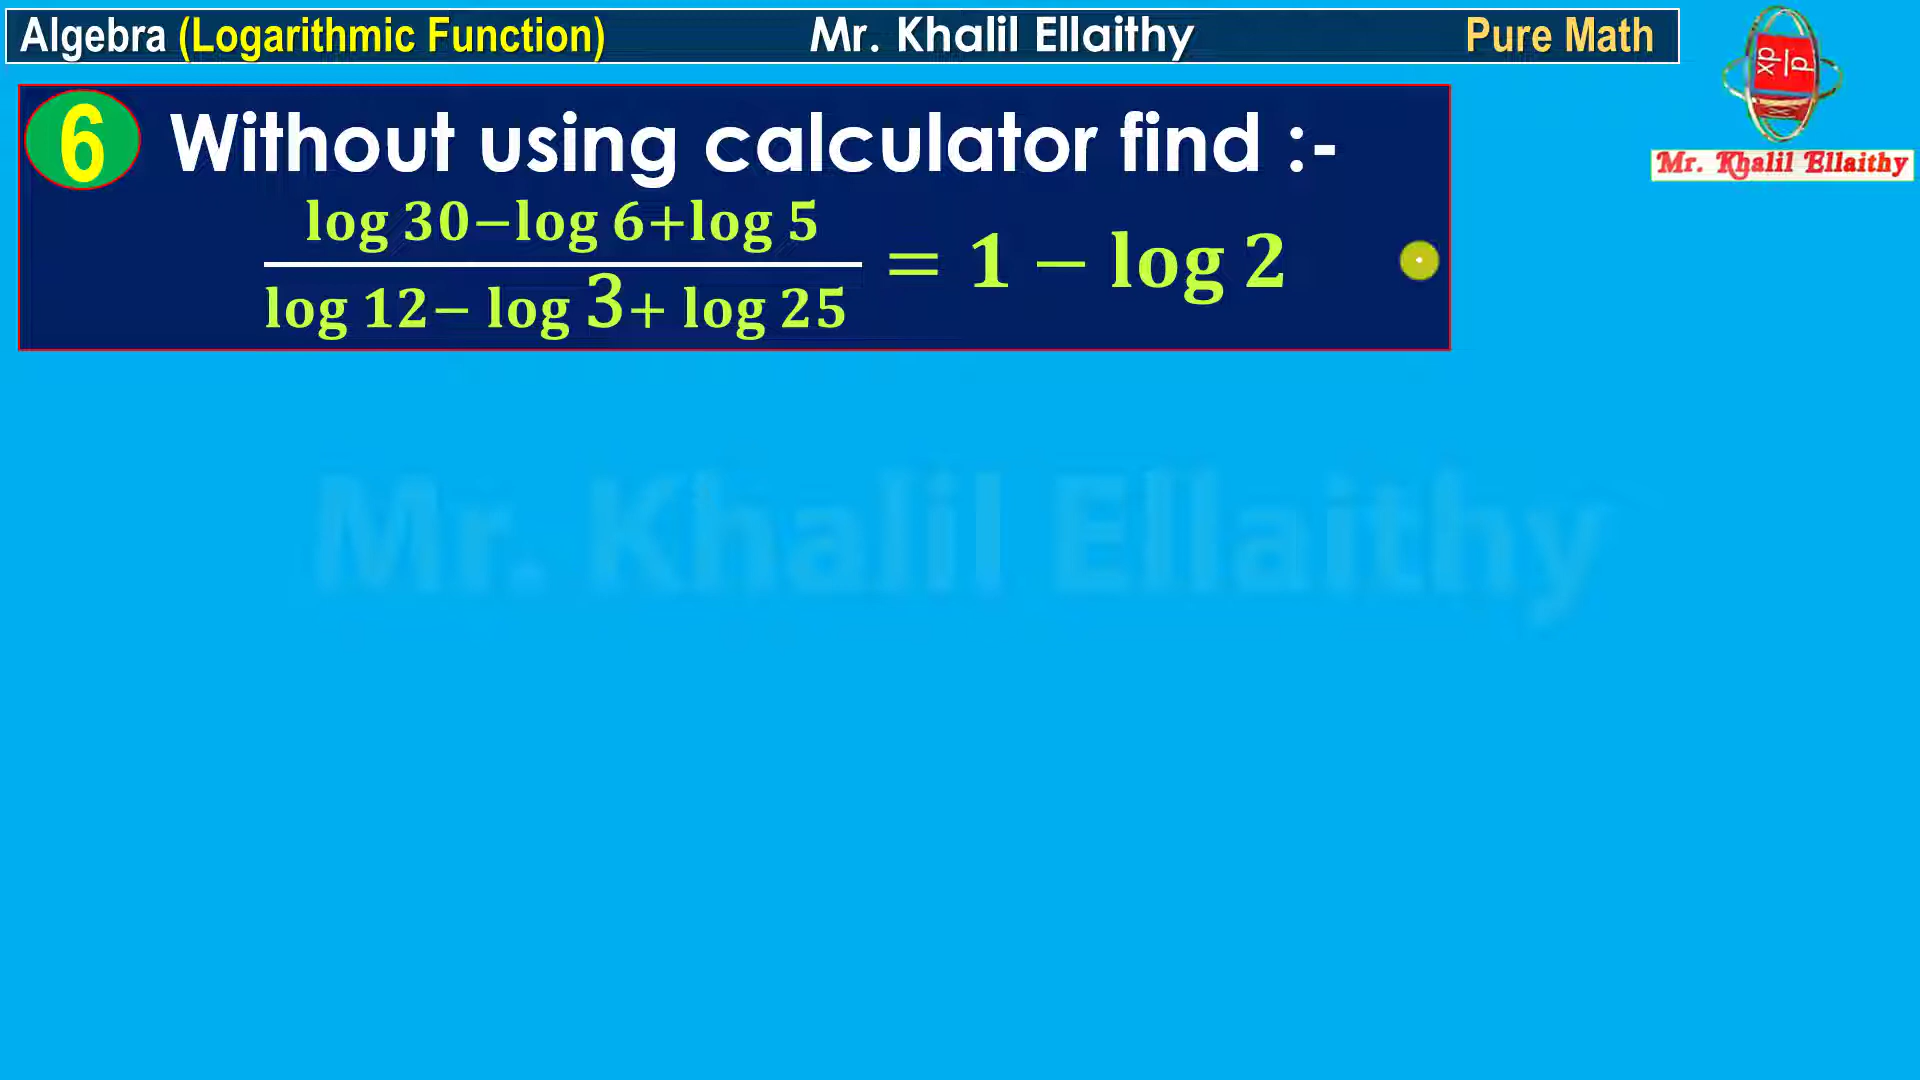 Algebra (Logarithmic Function) Mr. Khalil Ellaithy Pure Math
Mr. Khalil Ellaithy
6 Without using calculator find :-
log 30−log 6+log 5
log 12− log 3+ log 25
= 1 − log 2
Mr. Khalil Ellaithy